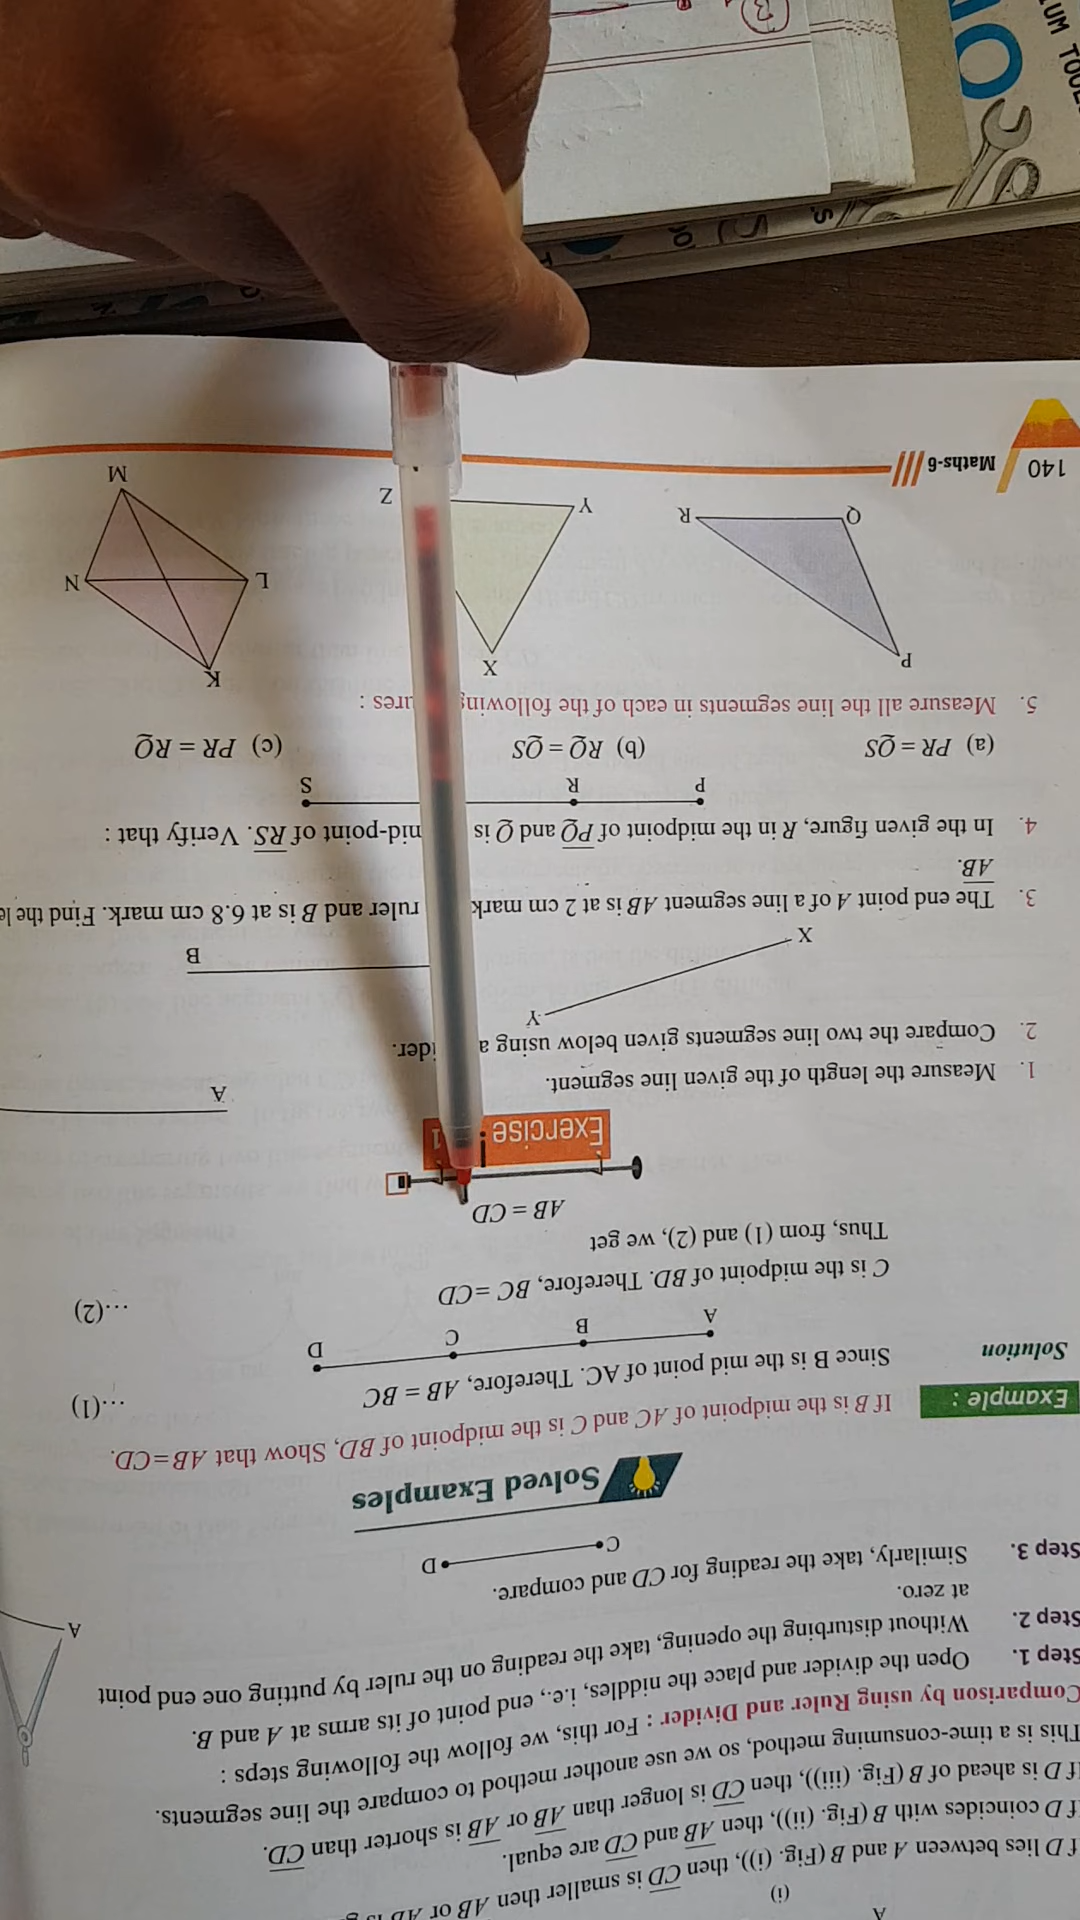 A
(i)
f D lies between A and B (Fig. (i)), then CD is smaller then AB or AB is
f D coincides with B (Fig. (ii)), then AB and CD are equal.
f D is ahead of B (Fig. (iii)), then CD is longer than AB or AB is shorter than CD.
This is a time-consuming method, so we use another method to compare the line segments.
Comparison by using Ruler and Divider : For this, we follow the following steps :
Step 1. Open the divider and place the niddles, i.e., end point of its arms at A and B.
Step 2. Without disturbing the opening, take the reading on the ruler by putting one end point
at zero.
A
Step 3. Similarly, take the reading for CD and compare.
C D
Solved Examples
Example : If B is the midpoint of AC and C is the midpoint of BD, Show that AB=CD.
Solution Since B is the mid point of AC. Therefore, AB = BC ...(1)
A B C D
C is the midpoint of BD. Therefore, BC =CD ...(2)
Thus, from (1) and (2), we get
AB = CD
Exercise 1
1. Measure the length of the given line segment.
A
2. Compare the two line segments given below using a ider.
Y
X
B
3. The end point A of a line segment AB is at 2 cm mark ruler and B is at 6.8 cm mark. Find the le
AB.
4. In the given figure, R in the midpoint of PQ and Q is mid-point of RS. Verify that :
P R S
(a) PR = QS (b) RQ = QS (c) PR = RQ
5. Measure all the line segments in each of the following ures :
P Q R
X Y Z
K L M N
140 Maths-6